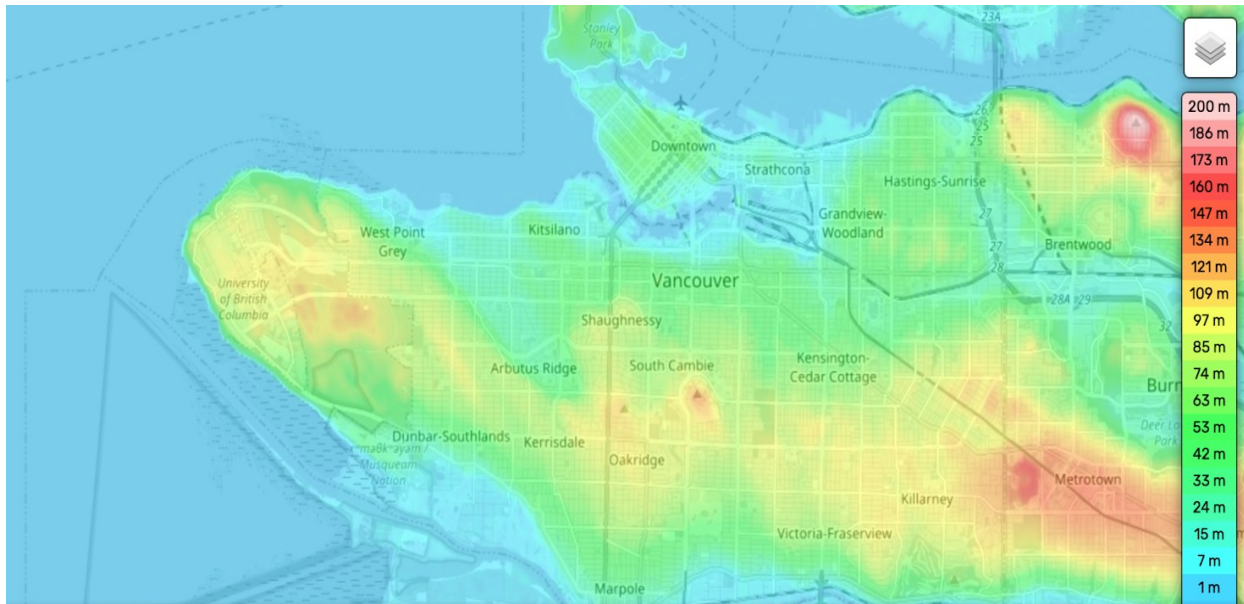 Stanley
Park
23A
26
25
25
Downtown
Strathcona
Hastings-Sunrise
27
Grandview-
Woodland
West Point
Grey
Kitsilano
Brentwood
27
28
Vancouver
University
of British
Columbia
28A
29
Shaughnessy
32
Arbutus Ridge
South Cambie
Kensington-
Cedar Cottage
Burn
Deer La
Park
Dunbar-Southlands
Kerrisdale
Musqueam
Nation
Oakridge
Metrotown
Killarney
Victoria-Fraserview
Marpole
200 m
186 m
173 m
160 m
147 m
134 m
121 m
109 m
97 m
85 m
74 m
63 m
53 m
42 m
33 m
24 m
15 m
7 m
1 m